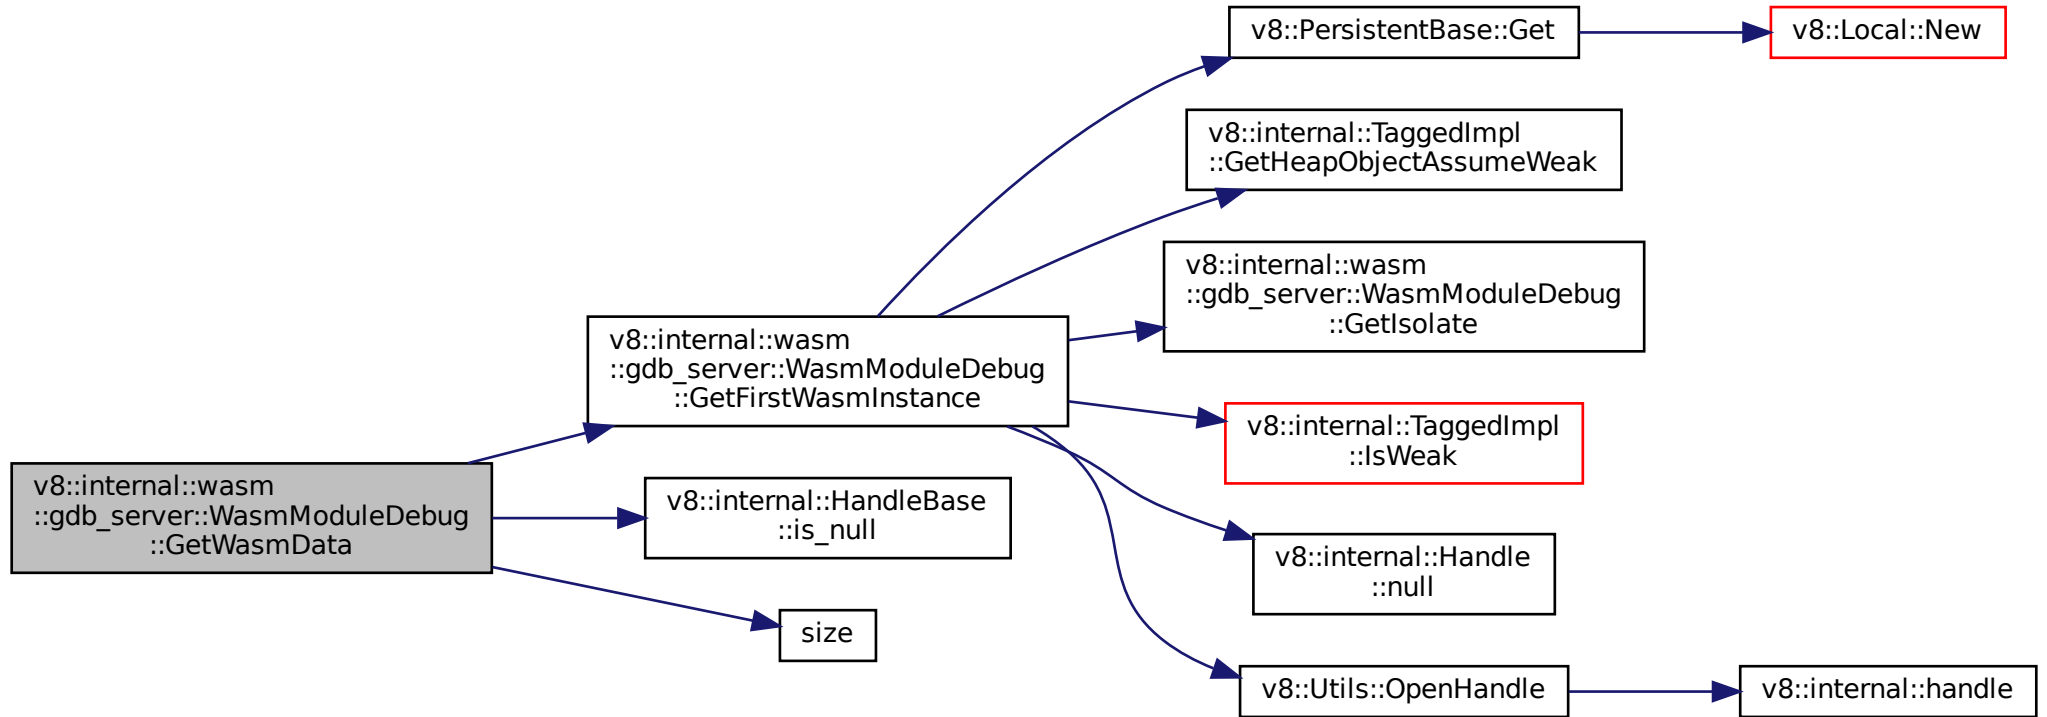 v8::PersistentBase::Get
v8::Local::New
v8::internal::TaggedImpl
::GetHeapObjectAssumeWeak
v8::internal::wasm
::gdb_server::WasmModuleDebug
::GetIsolate
v8::internal::wasm
::gdb_server::WasmModuleDebug
::GetFirstWasmInstance
v8::internal::TaggedImpl
::IsWeak
v8::internal::wasm
::gdb_server::WasmModuleDebug
::GetWasmData
v8::internal::HandleBase
::is_null
v8::internal::Handle
::null
size
v8::Utils::OpenHandle
v8::internal::handle